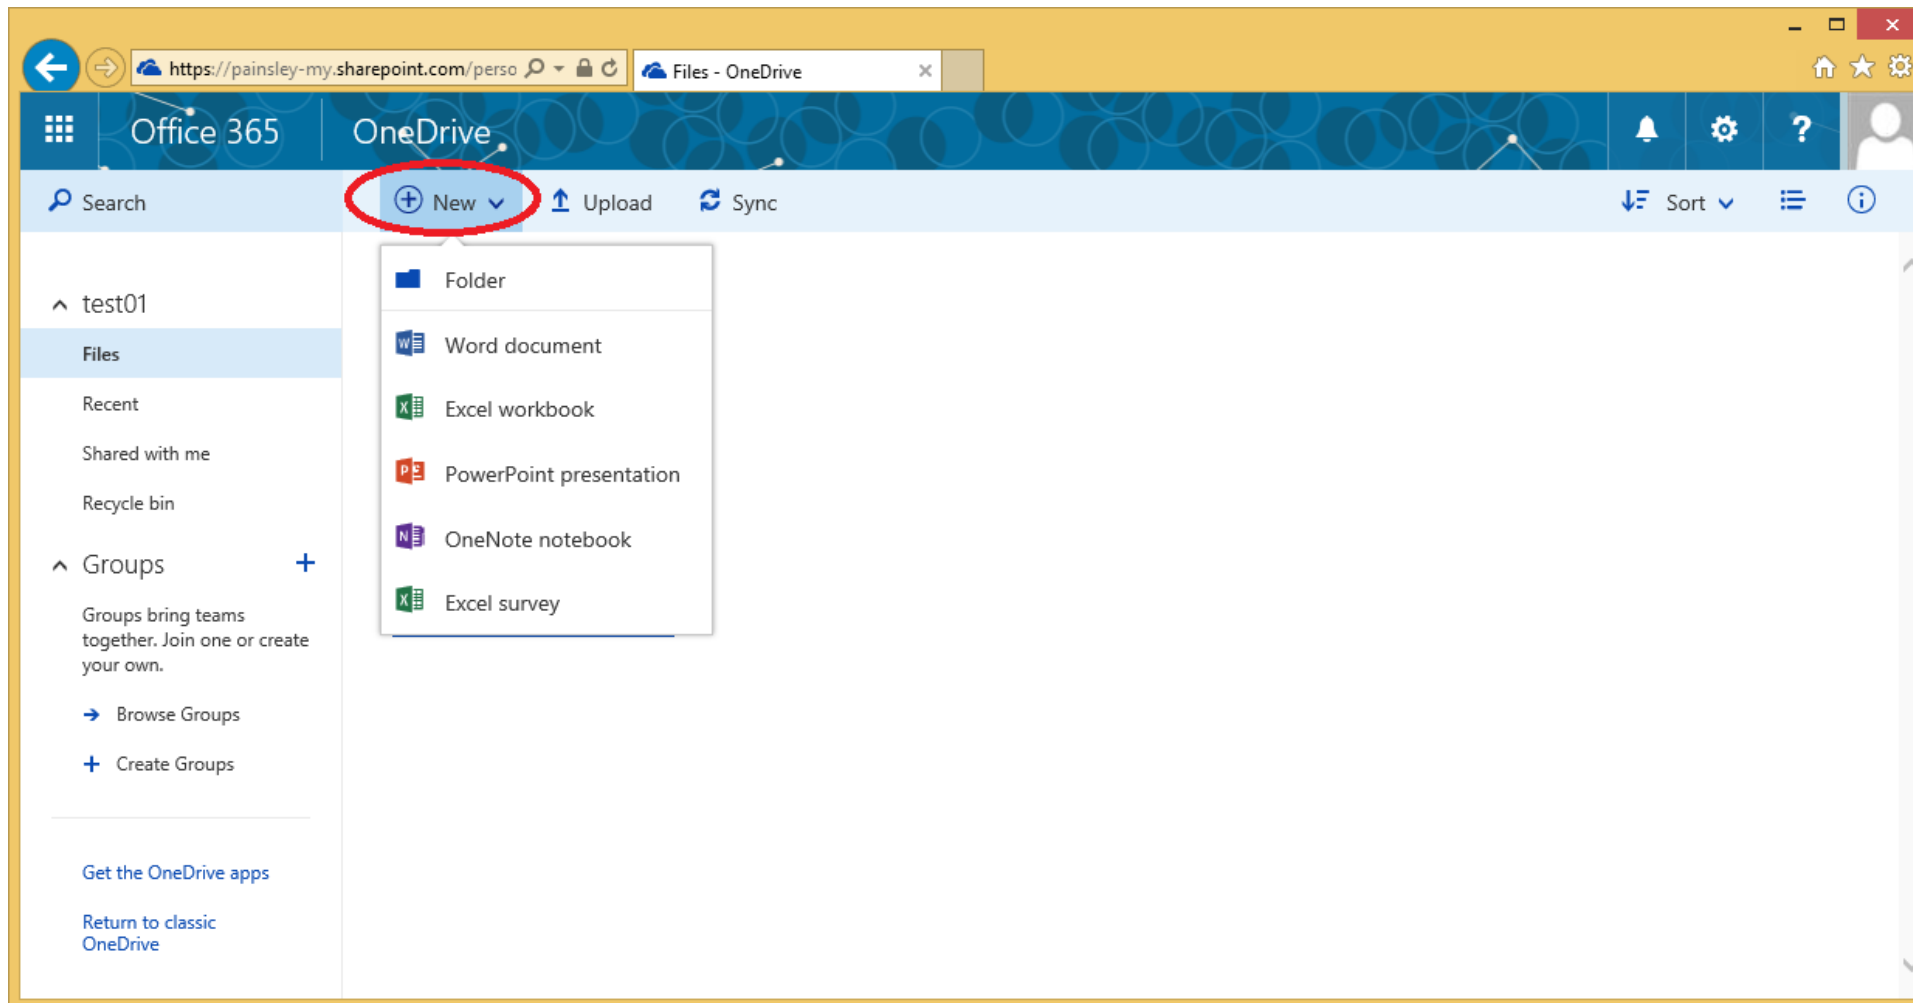 https://painsley-my.sharepoint.com/perso
Files - OneDrive
Office 365
OneDrive
?
Search
New
Upload
Sync
Sort
Folder
Word document
Excel workbook
PowerPoint presentation
OneNote notebook
Excel survey
test01
Files
Recent
Shared with me
Recycle bin
Groups
Groups bring teams
together. Join one or create
your own.
Browse Groups
Create Groups
Get the OneDrive apps
Return to classic
OneDrive